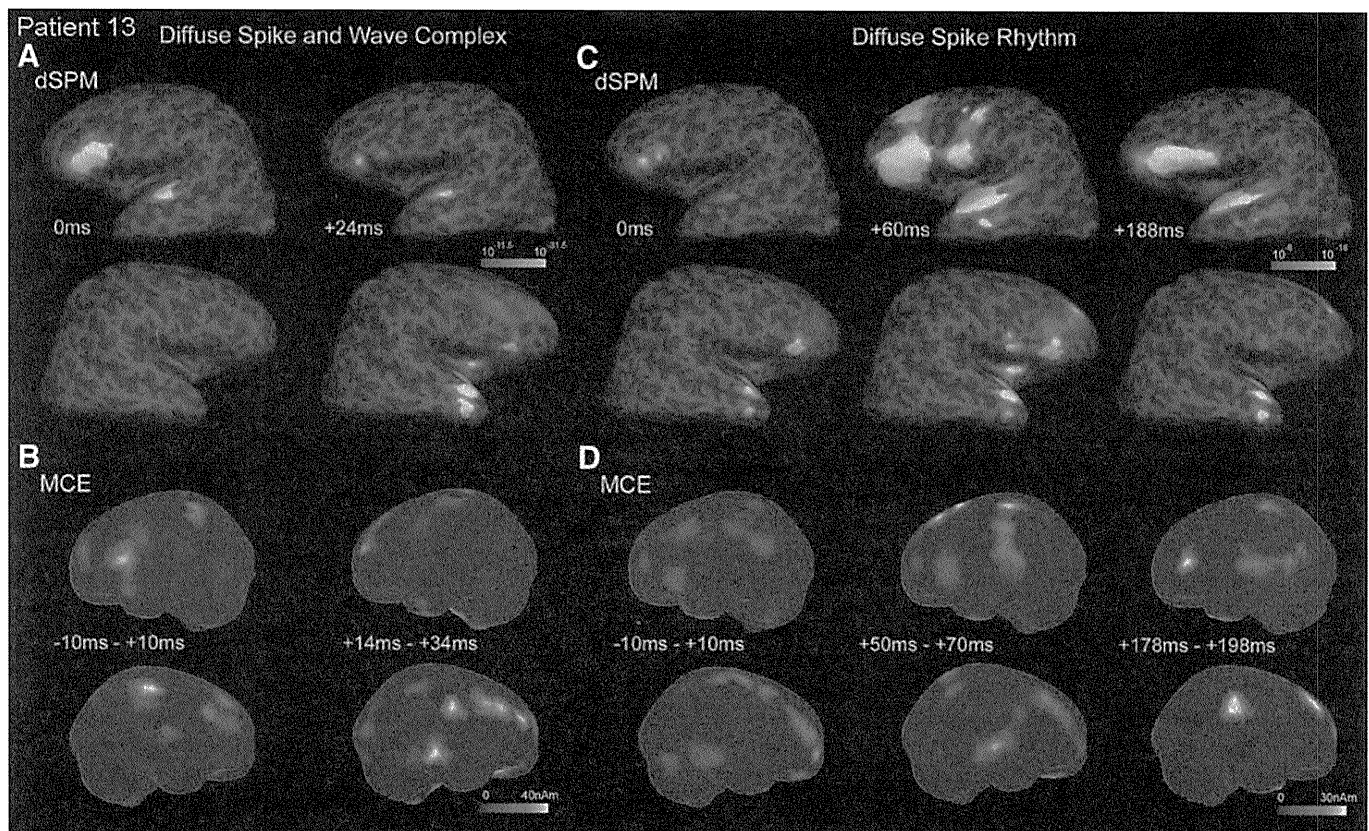 Patient 13
Diffuse Spike and Wave Complex
Diffuse Spike Rhythm
A
dSPM
C
dSPM
0ms
+24ms
0ms
+60ms
+188ms
B
MCE
D
MCE
-10ms - +10ms
+14ms - +34ms
-10ms - +10ms
+50ms - +70ms
+178ms - +198ms
0 40nAm
0 30nAm